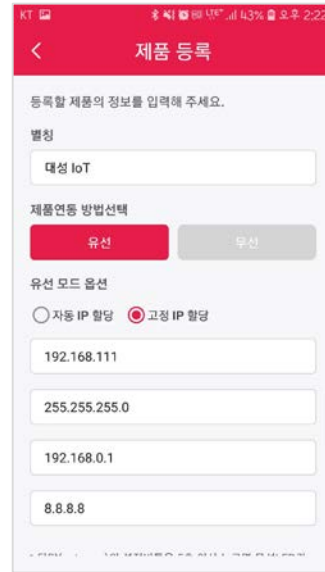 KT LTE 43% 오후 2:22
제품 등록
등록할 제품의 정보를 입력해 주세요.
별칭
대성 IoT
제품연동 방법선택
유선 무선
유선 모드 옵션
자동 IP 할당 고정 IP 할당
192.168.111
255.255.255.0
192.168.0.1
8.8.8.8